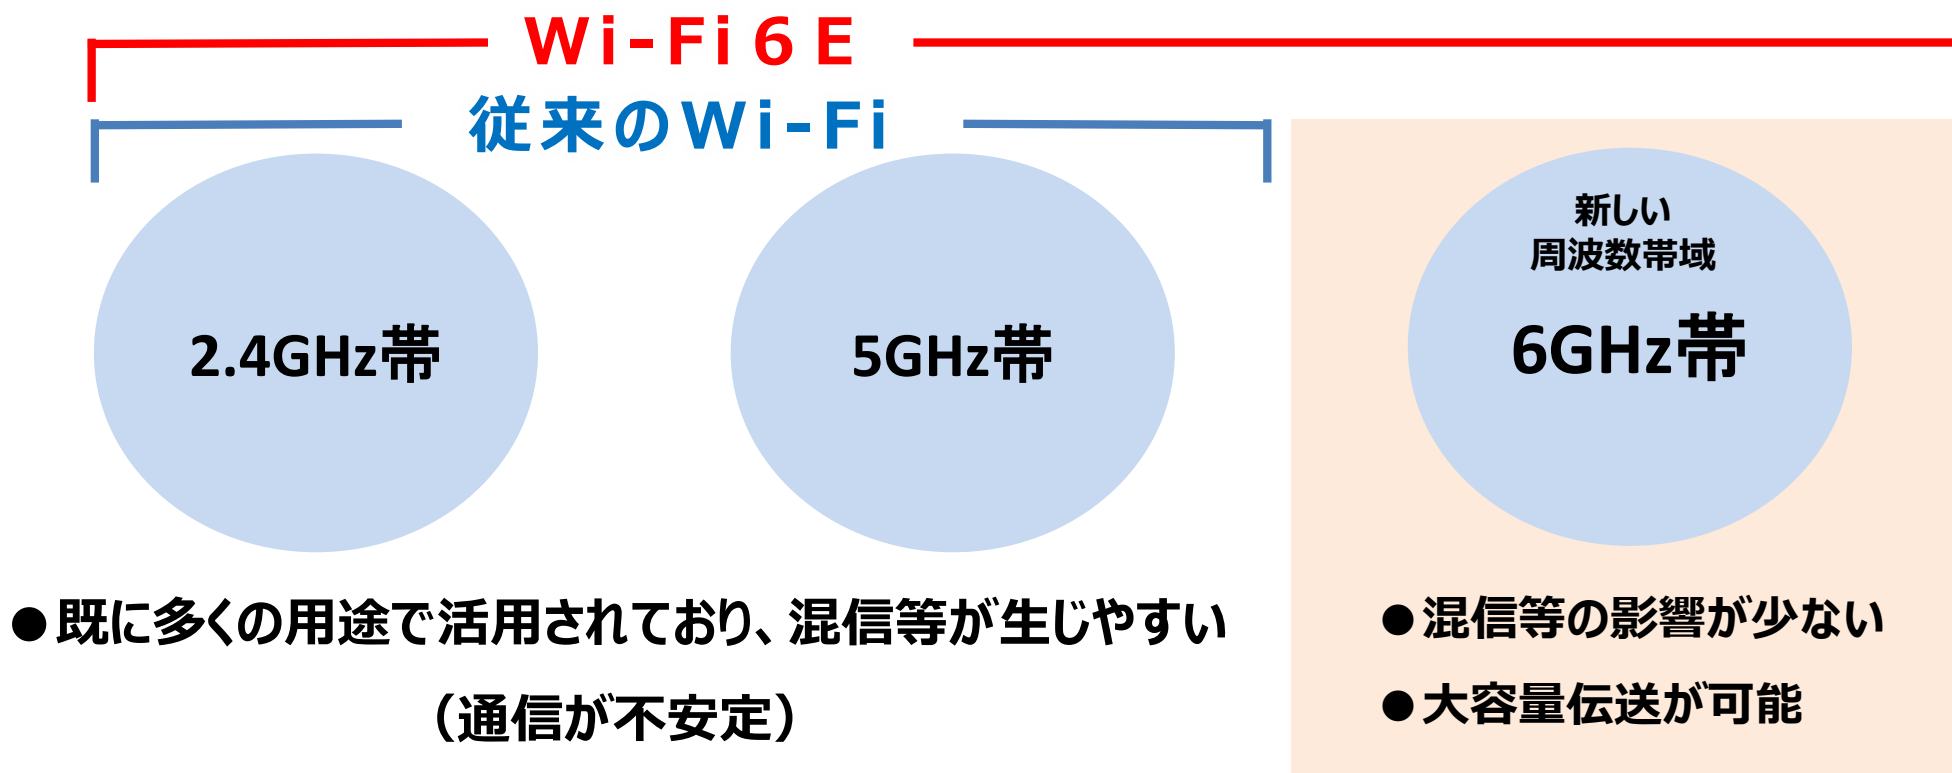 Wi-Fi６E
従来のWi-Fi
新しい
周波数帯域
2.4GHz帯
5GHz帯
6GHz帯
●既に多くの用途で活用されており、混信等が生じやすい
（通信が不安定）
●混信等の影響が少ない
●大容量伝送が可能